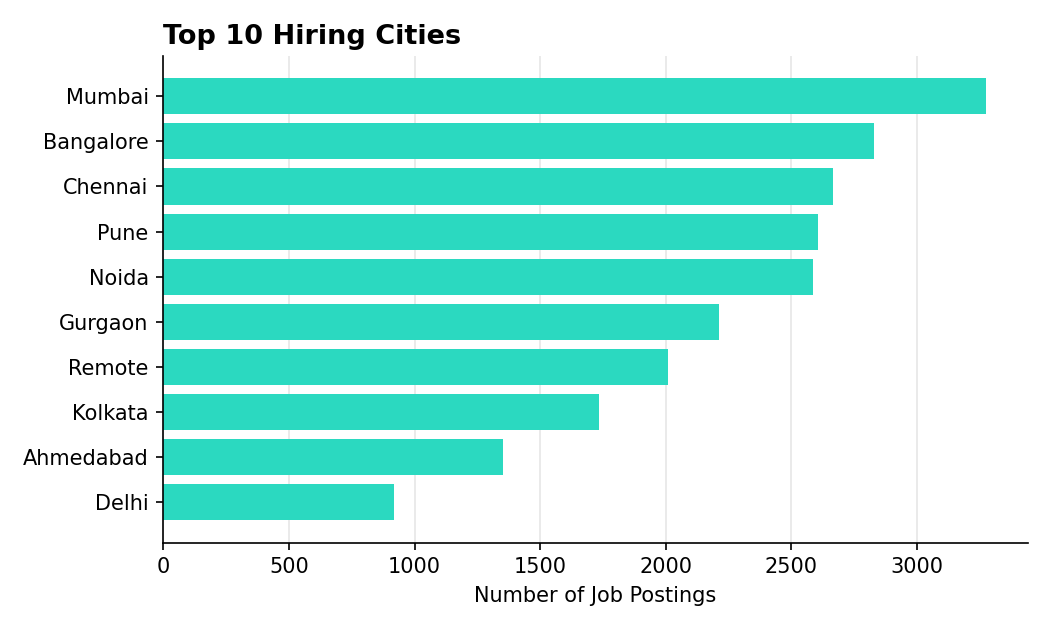 Top 10 Hiring Cities
Mumbai
Bangalore
Chennai
Pune
Noida
Gurgaon
Remote
Kolkata
Ahmedabad
Delhi
0 500 1000 1500 2000 2500 3000
Number of Job Postings